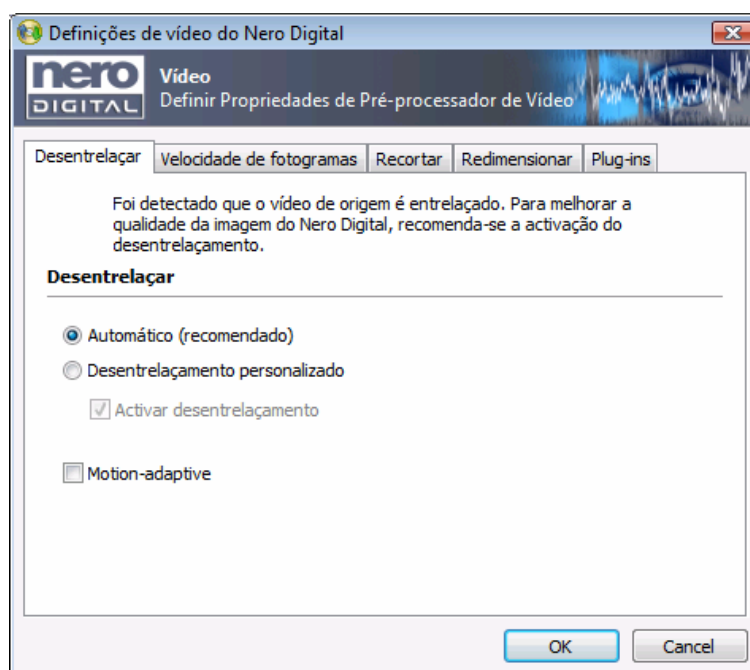 Definições de vídeo do Nero Digital
nero
DIGITAL
Vídeo
Definir Propriedades de Pré-processador de Vídeo
Desentrelaçar
Velocidade de fotogramas
Recortar
Redimensionar
Plug-ins
Foi detectado que o vídeo de origem é entrelaçado. Para melhorar a
qualidade da imagem do Nero Digital, recomenda-se a activação do
desentrelaçamento.
Desentrelaçar
Automático (recomendado)
Desentrelaçamento personalizado
Activar desentrelaçamento
Motion-adaptive
OK
Cancel